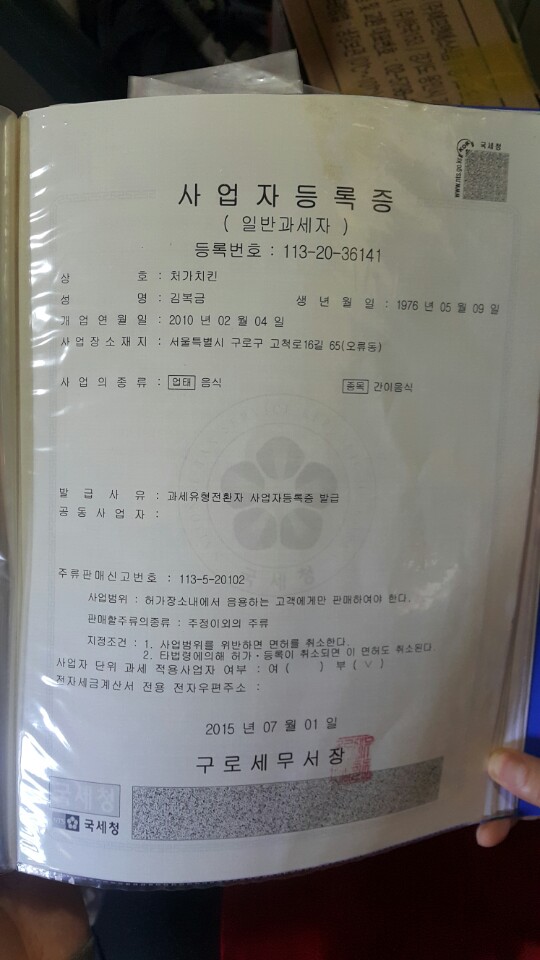 국세청
사업자등록증
( 일반과세자 )
등록번호 : 113-20-36141
상 호 : 처가치킨
성 명 : 김복금 생 년 월 일 : 1976 년 05 월 09 일
개 업 연 월 일 : 2010 년 02 월 04 일
사 업 장 소 재 지 : 서울특별시 구로구 고척로16길 65(오류동)
사 업 의 종 류 : 업태 음식 종목 간이음식
발 급 사 유 : 과세유형전환자 사업자등록증 발급
공 동 사 업 자 :
주류판매신고번호 : 113-5-20102
사업범위 : 허가장소내에서 음용하는 고객에게만 판매하여야 한다.
판매할주류의종류 : 주정이외의 주류
지정조건 : 1. 사업범위를 위반하면 면허를 취소한다.
2. 타법령에의해 허가·등록이 취소되면 이 면허도 취소된다.
사업자 단위 과세 적용사업자 여부 : 여 ( ) 부 ( ∨ )
전자세금계산서 전용 전자우편주소 :
2015 년 07 월 01 일
구로세무서장
국세청
국세청